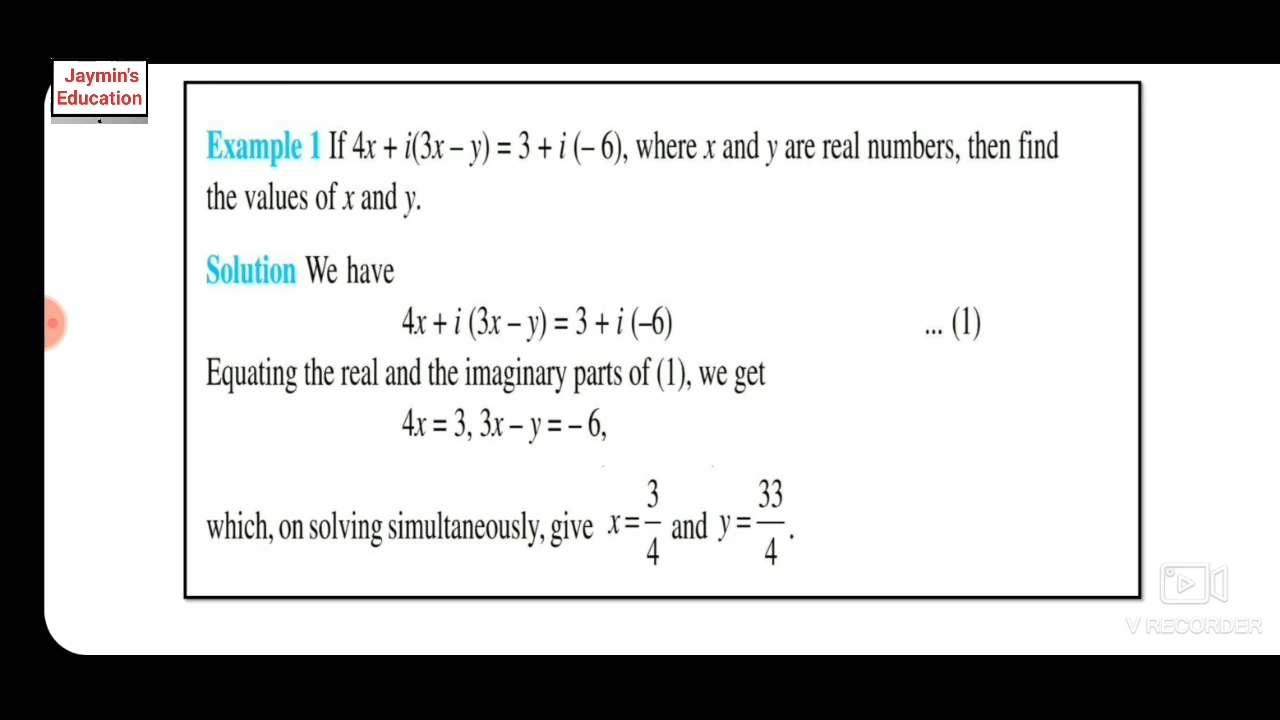 Jaymin's
Education
Example 1 If 4x + i(3x – y) = 3 + i (– 6), where x and y are real numbers, then find
the values of x and y.
Solution We have
4x + i (3x – y) = 3 + i (–6) ... (1)
Equating the real and the imaginary parts of (1), we get
4x = 3, 3x – y = – 6,
which, on solving simultaneously, give x = 3/4 and y = 33/4.
V RECORDER